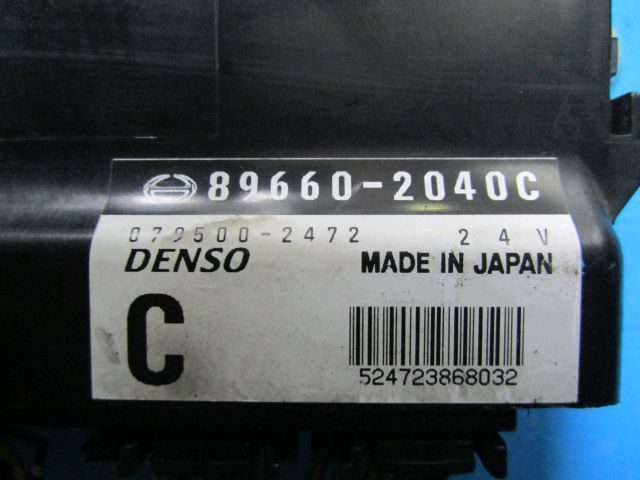 89660-2040C
079500-2472 24V
DENSO MADE IN JAPAN
C
524723868032